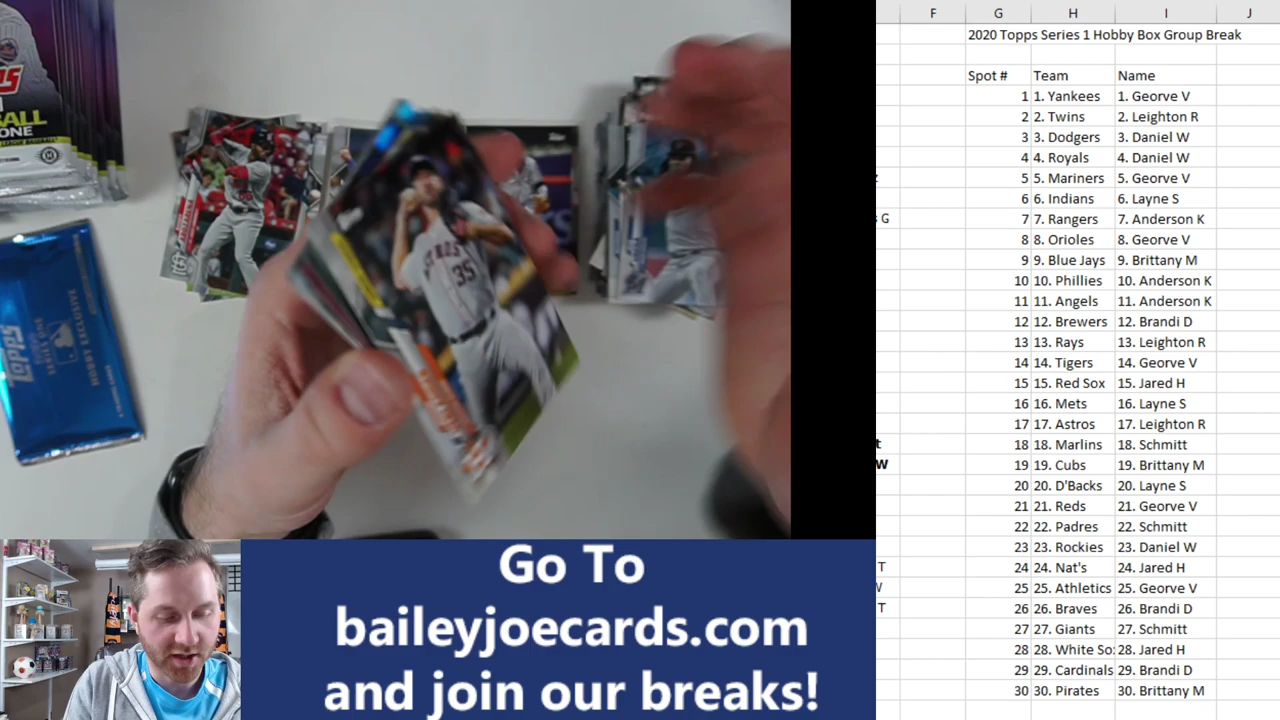 F G H I J
2020 Topps Series 1 Hobby Box Group Break
Spot # Team Name
1 1. Yankees 1. Georve V
2 2. Twins 2. Leighton R
3 3. Dodgers 3. Daniel W
4 4. Royals 4. Daniel W
5 5. Mariners 5. Georve V
6 6. Indians 6. Layne S
G 7 7. Rangers 7. Anderson K
8 8. Orioles 8. Georve V
9 9. Blue Jays 9. Brittany M
10 10. Phillies 10. Anderson K
11 11. Angels 11. Anderson K
12 12. Brewers 12. Brandi D
13 13. Rays 13. Leighton R
14 14. Tigers 14. Georve V
15 15. Red Sox 15. Jared H
16 16. Mets 16. Layne S
17 17. Astros 17. Leighton R
t 18 18. Marlins 18. Schmitt
W 19 19. Cubs 19. Brittany M
20 20. D'Backs 20. Layne S
21 21. Reds 21. Georve V
22 22. Padres 22. Schmitt
23 23. Rockies 23. Daniel W
T 24 24. Nat's 24. Jared H
25 25. Athletics 25. Georve V
T 26 26. Braves 26. Brandi D
27 27. Giants 27. Schmitt
28 28. White So 28. Jared H
29 29. Cardinals 29. Brandi D
30 30. Pirates 30. Brittany M
BALL
ONE
topps
SERIES ONE
HOBBY EXCLUSIVE
35
Go To
baileyjoecards.com
and join our breaks!